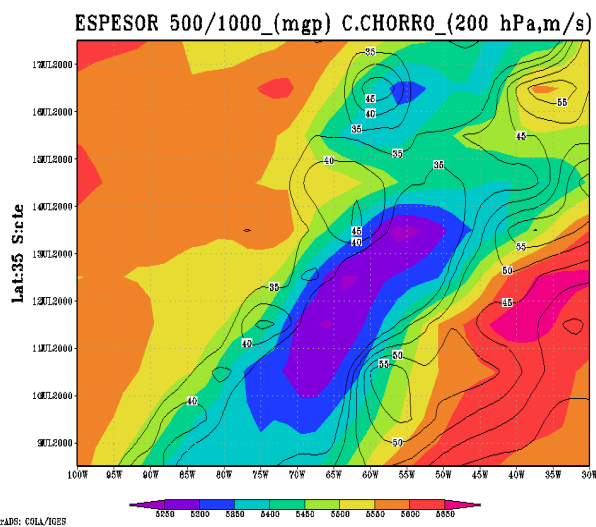 ESPESOR 500/1000_(mgp) C.CHORRO_(200 hPa,m/s)
35
17JUL2000
45
55
16JUL2000
40
35
45
35
15JUL2000
40
35
14JUL2000
45
40
55
13JUL2000
50
35
Lat:35 S:cte
45
12JUL2000
40
11JUL2000
50
55
10JUL2000
40
50
9JUL2000
100W 95W 90W 85W 80W 75W 70W 65W 60W 55W 50W 45W 40W 35W 30W
5250 5300 5350 5400 5450 5500 5550 5600 5650
rADS: COLA/IGES